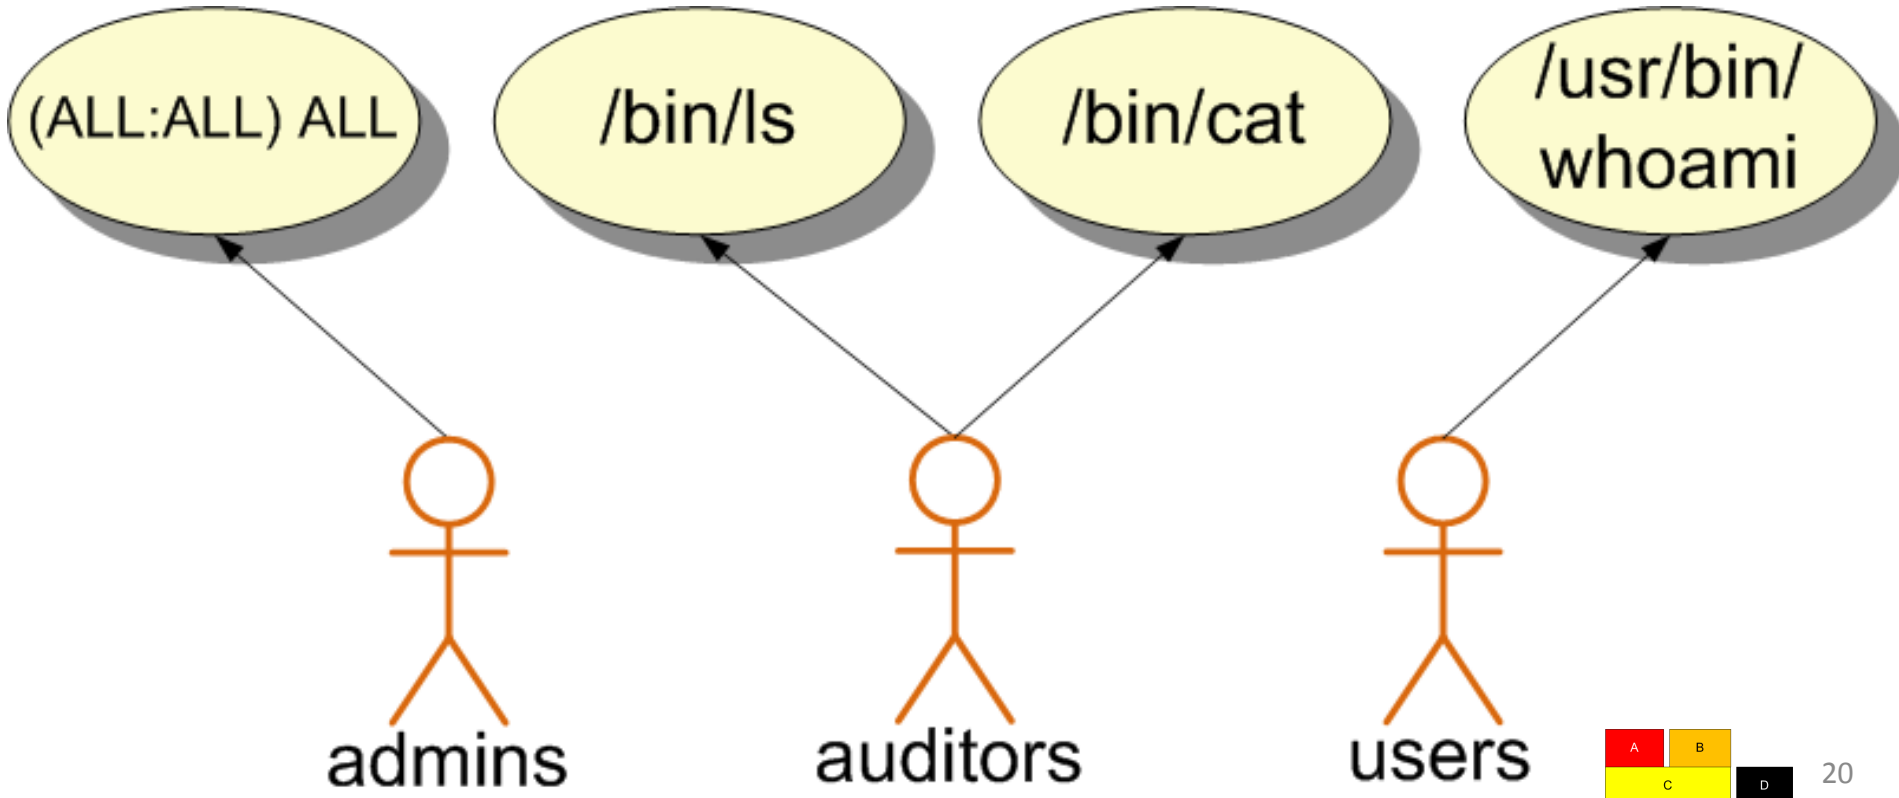 (ALL:ALL) ALL
/bin/ls
/bin/cat
/usr/bin/
whoami
admins
auditors
users
A
B
C
D
20